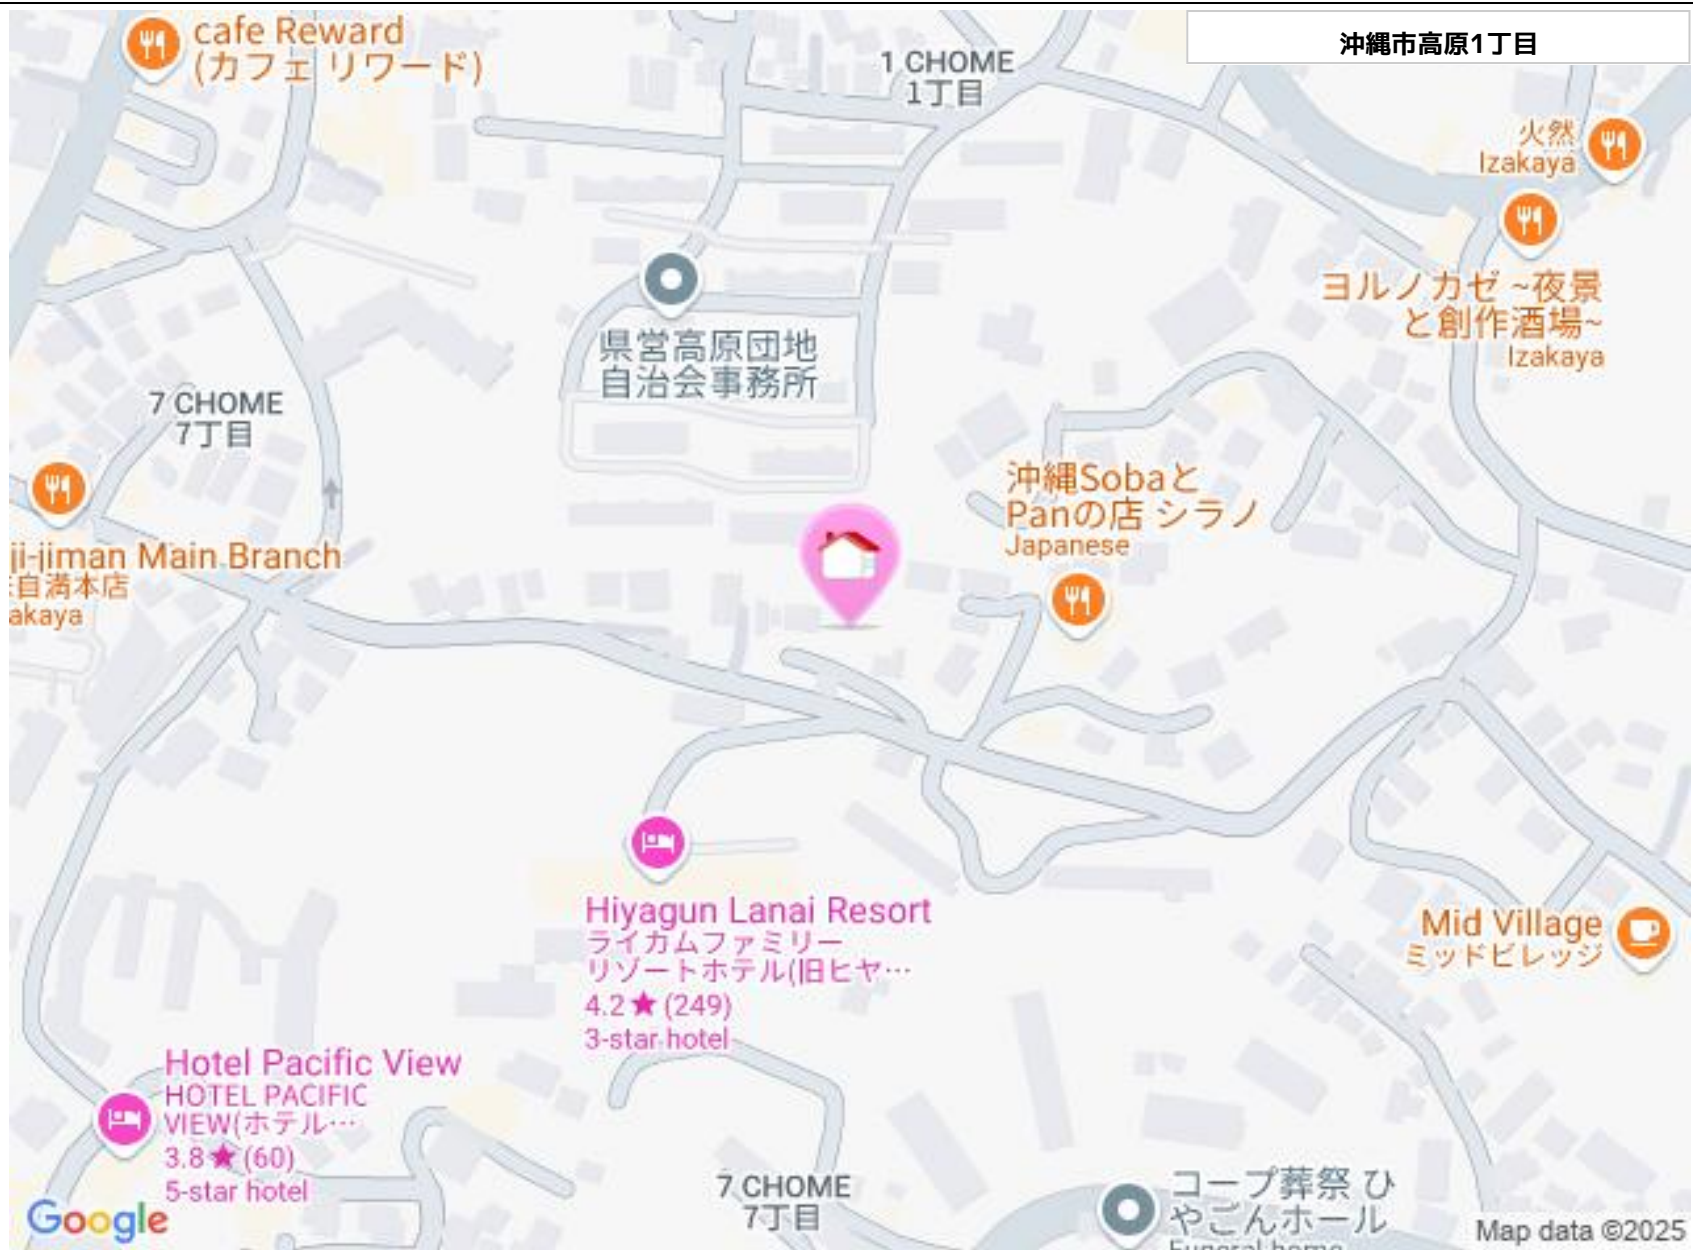 沖縄市高原1丁目
cafe Reward
(カフェ リワード)
1 CHOME
1丁目
火然
Izakaya
ヨルノカゼ ~夜景
と創作酒場~
Izakaya
県営高原団地
自治会事務所
7 CHOME
7丁目
沖縄Sobaと
Panの店 シラノ
Japanese
ji-jiman Main Branch
自満本店
akaya
Hiyagun Lanai Resort
ライカムファミリー
リゾートホテル(旧ヒヤ…
4.2★(249)
3-star hotel
Mid Village
ミッドビレッジ
Hotel Pacific View
HOTEL PACIFIC
VIEW(ホテル…
3.8★(60)
5-star hotel
7 CHOME
7丁目
コープ葬祭 ひ
やごんホール
Funeral home
Google
Map data ©2025